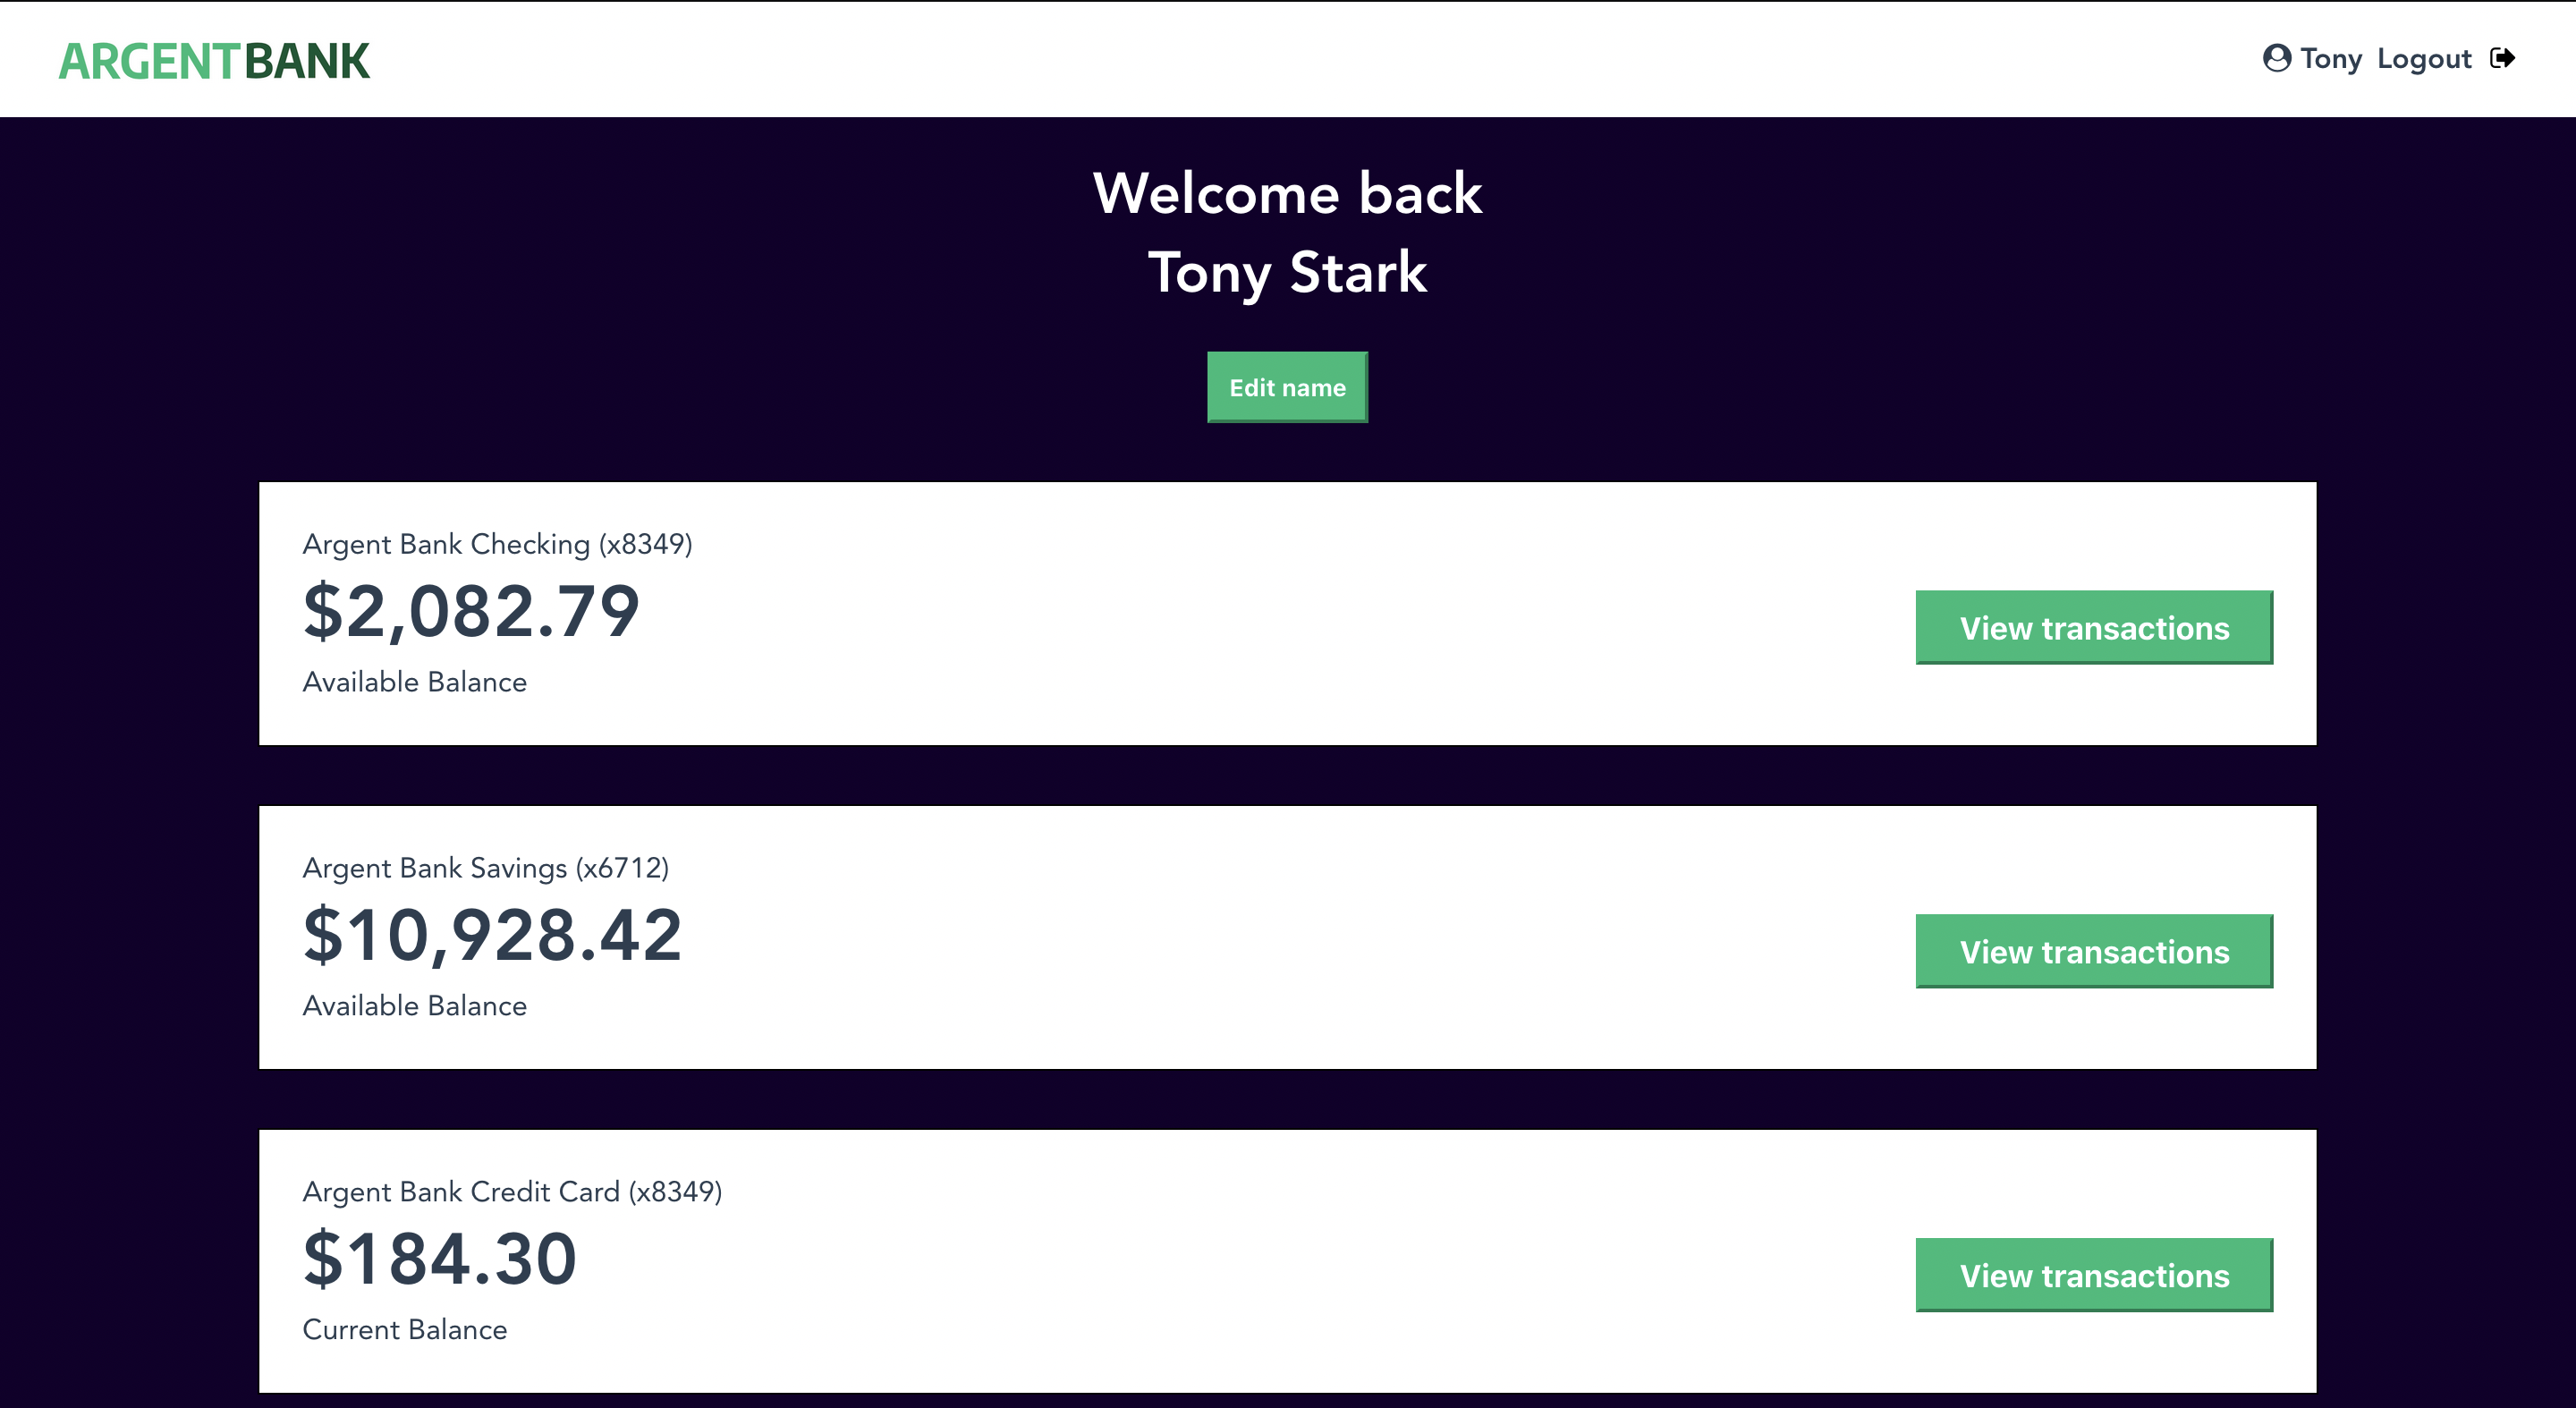 ARGENTBANK
Tony Logout
Welcome back
Tony Stark
Edit name
Argent Bank Checking (x8349)
$2,082.79
Available Balance
View transactions
Argent Bank Savings (x6712)
$10,928.42
Available Balance
View transactions
Argent Bank Credit Card (x8349)
$184.30
Current Balance
View transactions